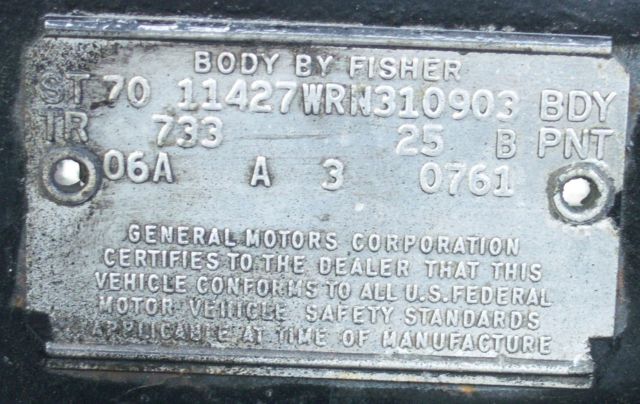 BODY BY FISHER
ST 70 11427WRN310903 BDY
TR 733 25 B PNT
06A A 3 0761
GENERAL MOTORS CORPORATION
CERTIFIES TO THE DEALER THAT THIS
VEHICLE CONFORMS TO ALL U.S. FEDERAL
MOTOR VEHICLE SAFETY STANDARDS
APPLICABLE AT TIME OF MANUFACTURE